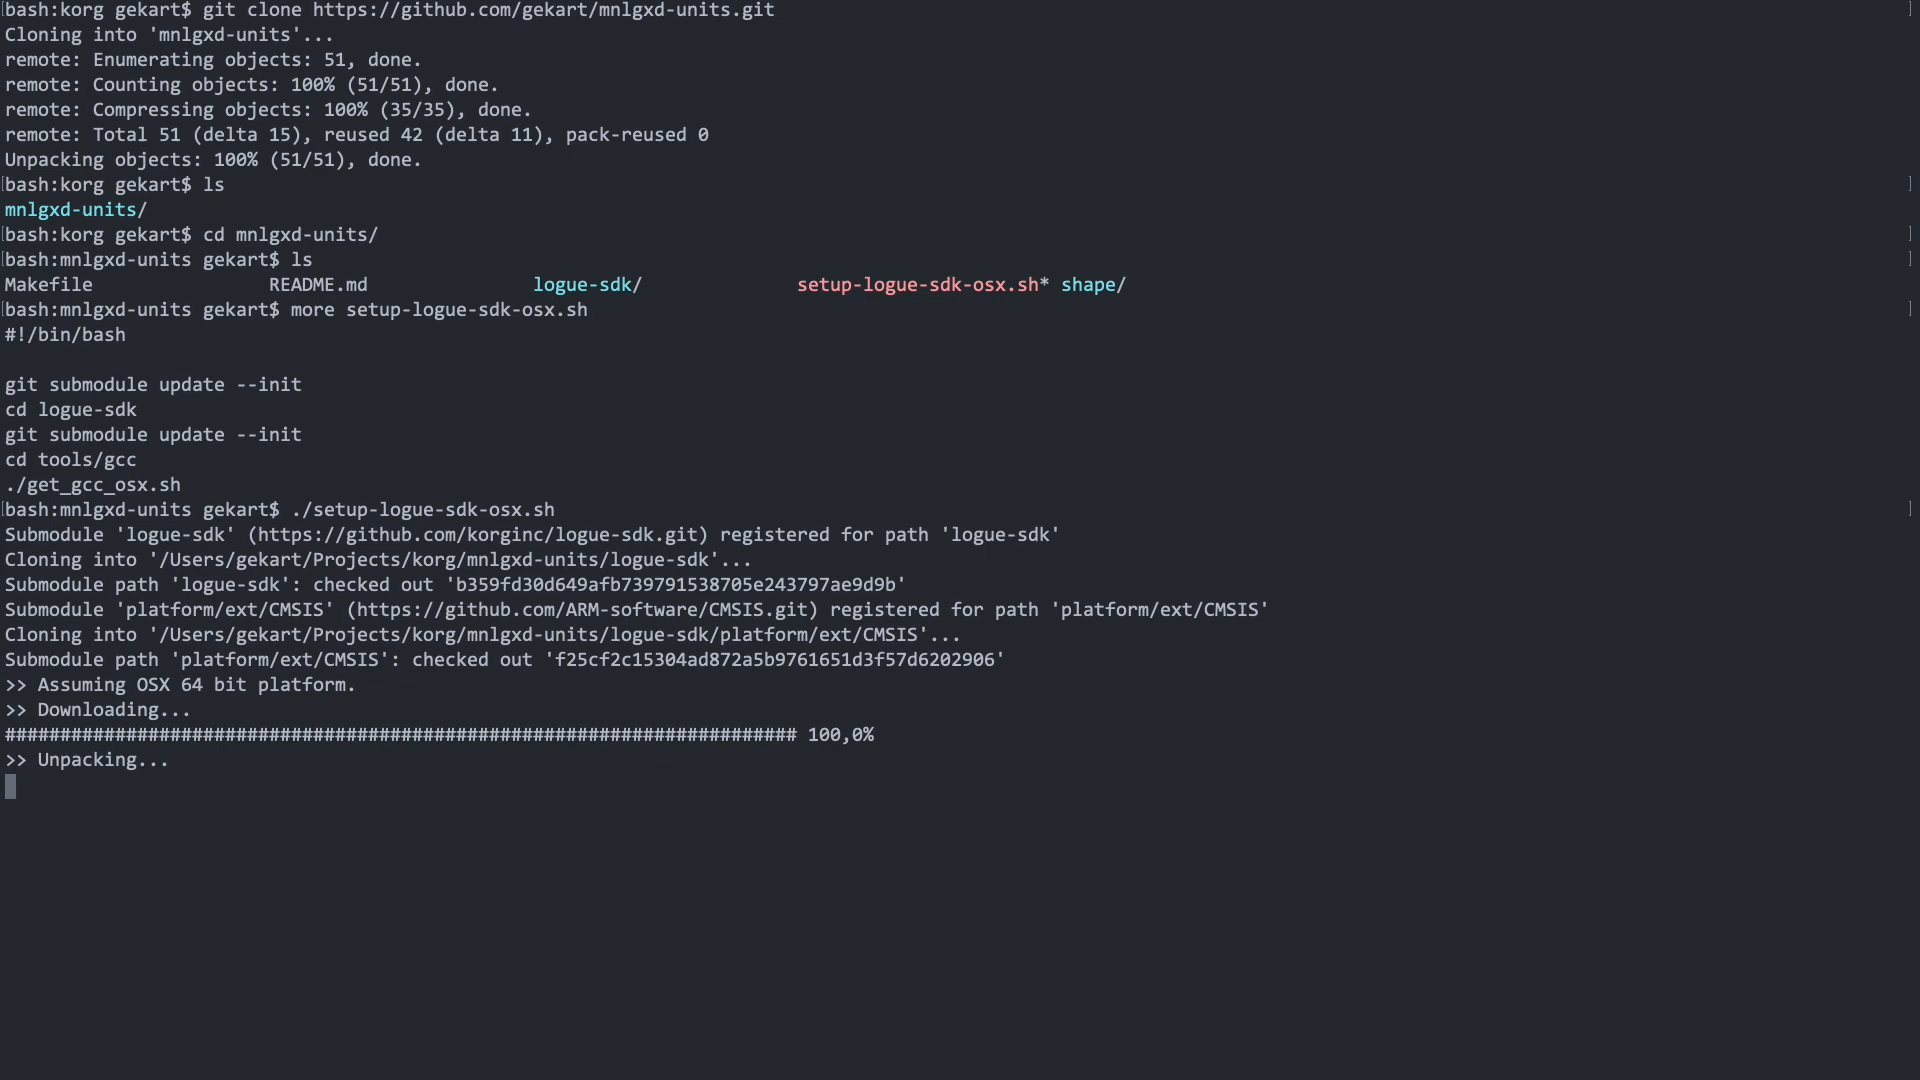 [bash:korg gekart$ git clone https://github.com/gekart/mnlgxd-units.git ]
Cloning into 'mnlgxd-units'...
remote: Enumerating objects: 51, done.
remote: Counting objects: 100% (51/51), done.
remote: Compressing objects: 100% (35/35), done.
remote: Total 51 (delta 15), reused 42 (delta 11), pack-reused 0
Unpacking objects: 100% (51/51), done.
[bash:korg gekart$ ls ]
mnlgxd-units/
[bash:korg gekart$ cd mnlgxd-units/ ]
[bash:mnlgxd-units gekart$ ls ]
Makefile README.md logue-sdk/ setup-logue-sdk-osx.sh* shape/
[bash:mnlgxd-units gekart$ more setup-logue-sdk-osx.sh ]
#!/bin/bash
git submodule update --init
cd logue-sdk
git submodule update --init
cd tools/gcc
./get_gcc_osx.sh
[bash:mnlgxd-units gekart$ ./setup-logue-sdk-osx.sh ]
Submodule 'logue-sdk' (https://github.com/korginc/logue-sdk.git) registered for path 'logue-sdk'
Cloning into '/Users/gekart/Projects/korg/mnlgxd-units/logue-sdk'...
Submodule path 'logue-sdk': checked out 'b359fd30d649afb739791538705e243797ae9d9b'
Submodule 'platform/ext/CMSIS' (https://github.com/ARM-software/CMSIS.git) registered for path 'platform/ext/CMSIS'
Cloning into '/Users/gekart/Projects/korg/mnlgxd-units/logue-sdk/platform/ext/CMSIS'...
Submodule path 'platform/ext/CMSIS': checked out 'f25cf2c15304ad872a5b9761651d3f57d6202906'
>> Assuming OSX 64 bit platform.
>> Downloading...
######################################################################## 100,0%
>> Unpacking...